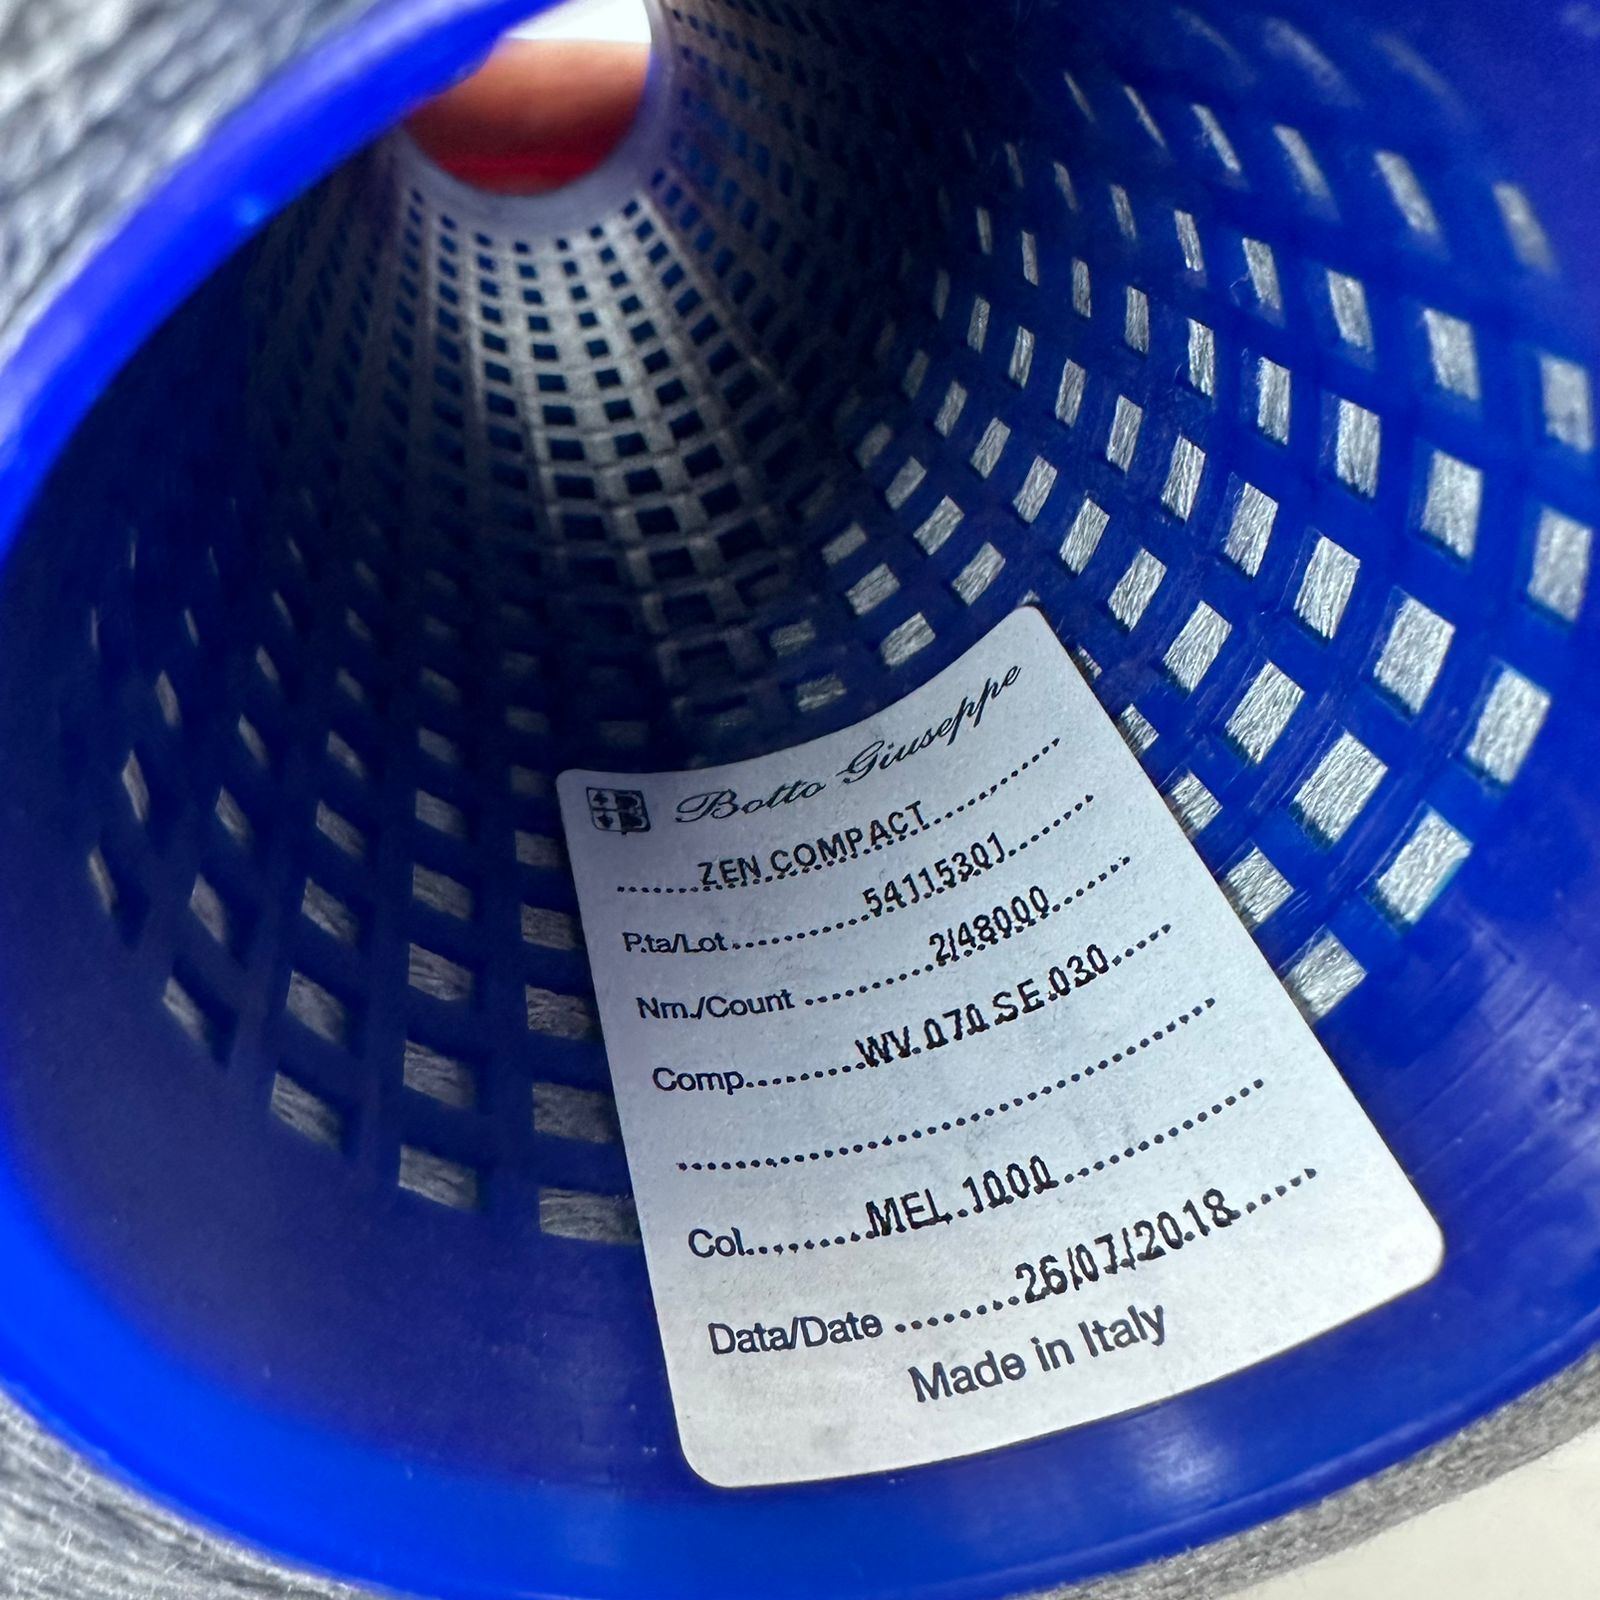 Botto Giuseppe
ZEN COMPACT
P.ta/Lot 54115301
Nm./Count 2/48000
Comp. WV.070.SE.030
Col. MEL.1000
Data/Date 26/07/2018
Made in Italy